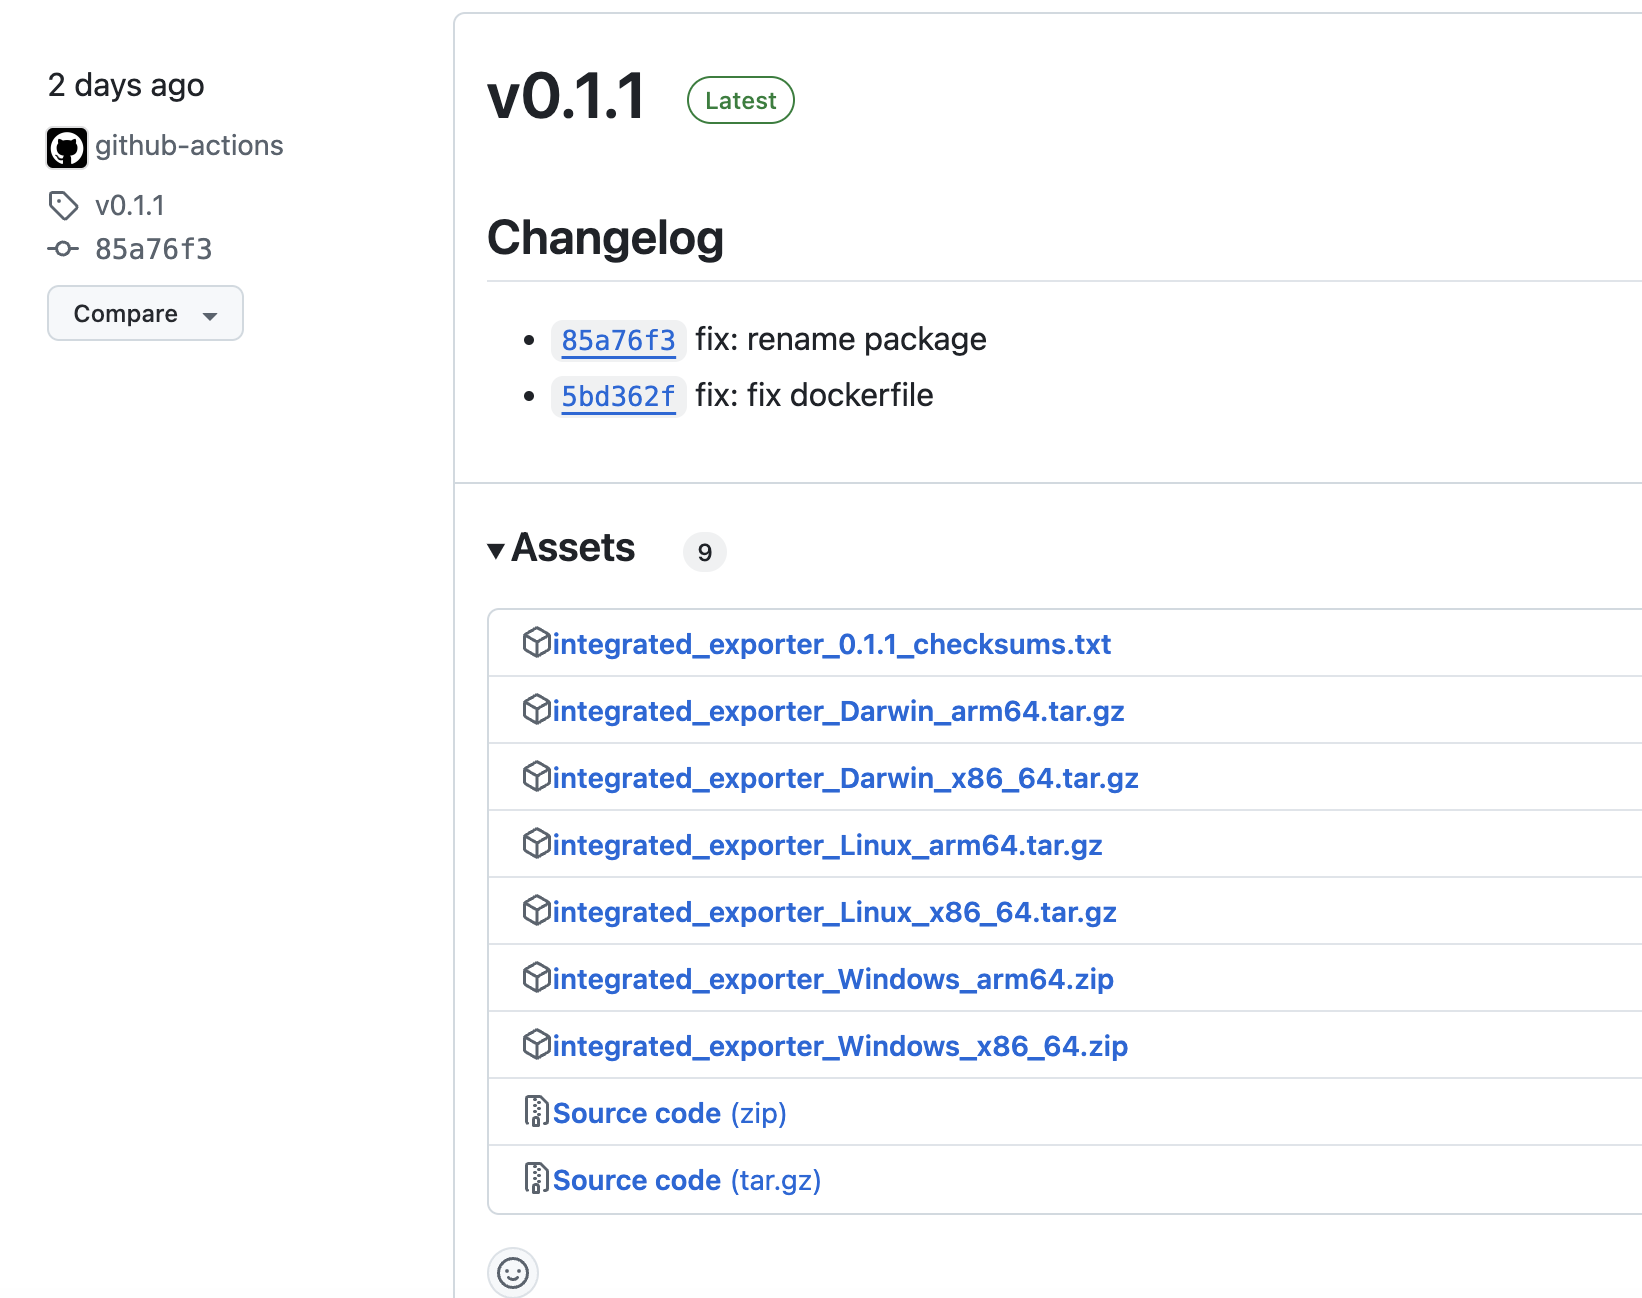 2 days ago
github-actions
v0.1.1
85a76f3
Compare
v0.1.1 Latest
Changelog
85a76f3 fix: rename package
5bd362f fix: fix dockerfile
Assets 9
integrated_exporter_0.1.1_checksums.txt
integrated_exporter_Darwin_arm64.tar.gz
integrated_exporter_Darwin_x86_64.tar.gz
integrated_exporter_Linux_arm64.tar.gz
integrated_exporter_Linux_x86_64.tar.gz
integrated_exporter_Windows_arm64.zip
integrated_exporter_Windows_x86_64.zip
Source code (zip)
Source code (tar.gz)